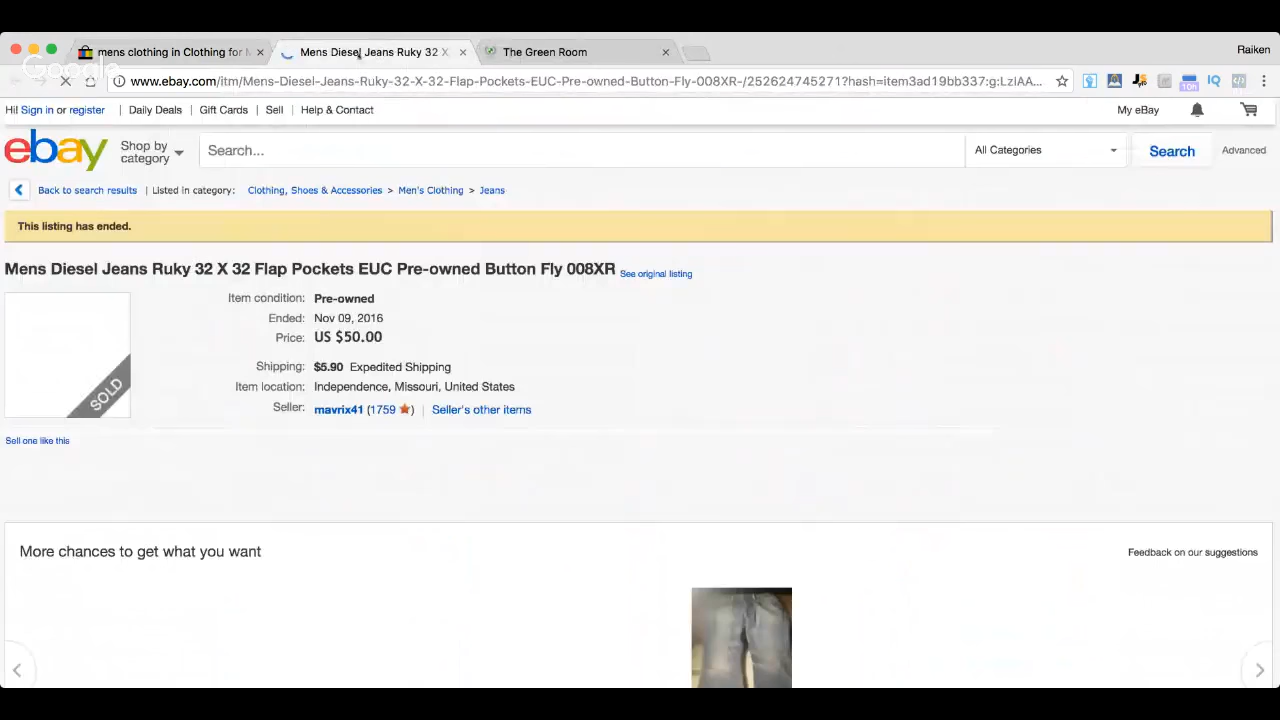 mens clothing in Clothing for M
Mens Diesel Jeans Ruky 32 X
The Green Room
Raiken
Google
www.ebay.com/itm/Mens-Diesel-Jeans-Ruky-32-X-32-Flap-Pockets-EUC-Pre-owned-Button-Fly-008XR-/252624745271?hash=item3ad19bb337:g:LziAA...
10h
IQ
Hi! Sign in or register
Daily Deals
Gift Cards
Sell
Help & Contact
My eBay
ebay
Shop by category
Search...
All Categories
Search
Advanced
Back to search results | Listed in category: Clothing, Shoes & Accessories > Men's Clothing > Jeans
This listing has ended.
Mens Diesel Jeans Ruky 32 X 32 Flap Pockets EUC Pre-owned Button Fly 008XR See original listing
SOLD
Item condition: Pre-owned
Ended: Nov 09, 2016
Price: US $50.00
Shipping: $5.90 Expedited Shipping
Item location: Independence, Missouri, United States
Seller: mavrix41 (1759 ) | Seller's other items
Sell one like this
More chances to get what you want
Feedback on our suggestions